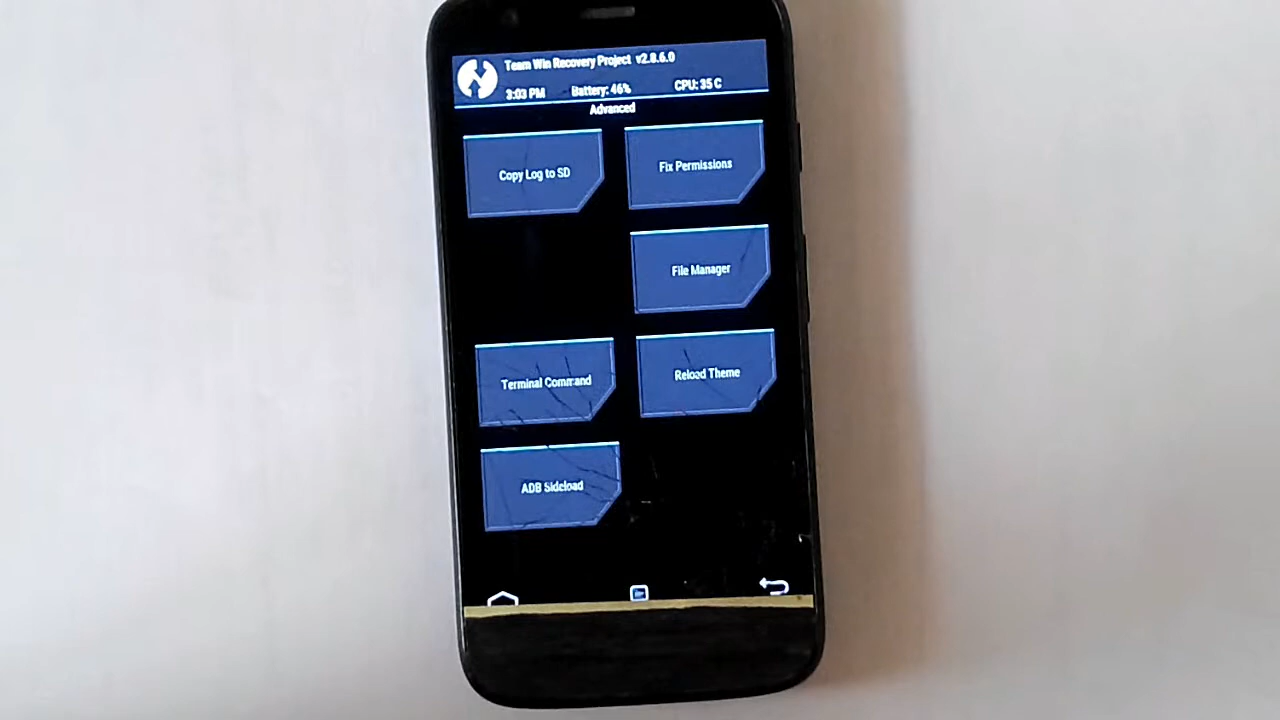 Team Win Recovery Project v2.8.6.0
3:03 PM Battery: 46% CPU: 35 C
Advanced
Copy Log to SD
Fix Permissions
File Manager
Terminal Command
Reload Theme
ADB Sideload